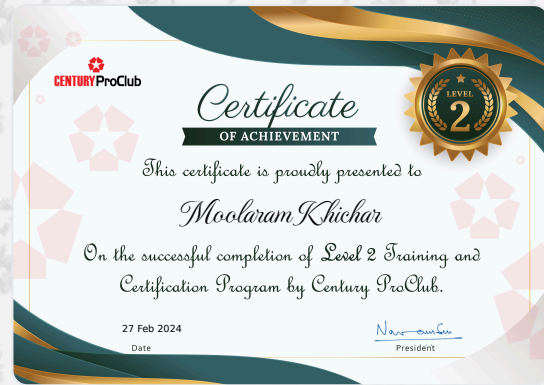 CENTURY ProClub
LEVEL
2
Certificate
OF ACHIEVEMENT
This certificate is proudly presented to
Moolaram Khichar
On the successful completion of Level 2 Training and
Certification Program by Century ProClub.
27 Feb 2024
Date
President